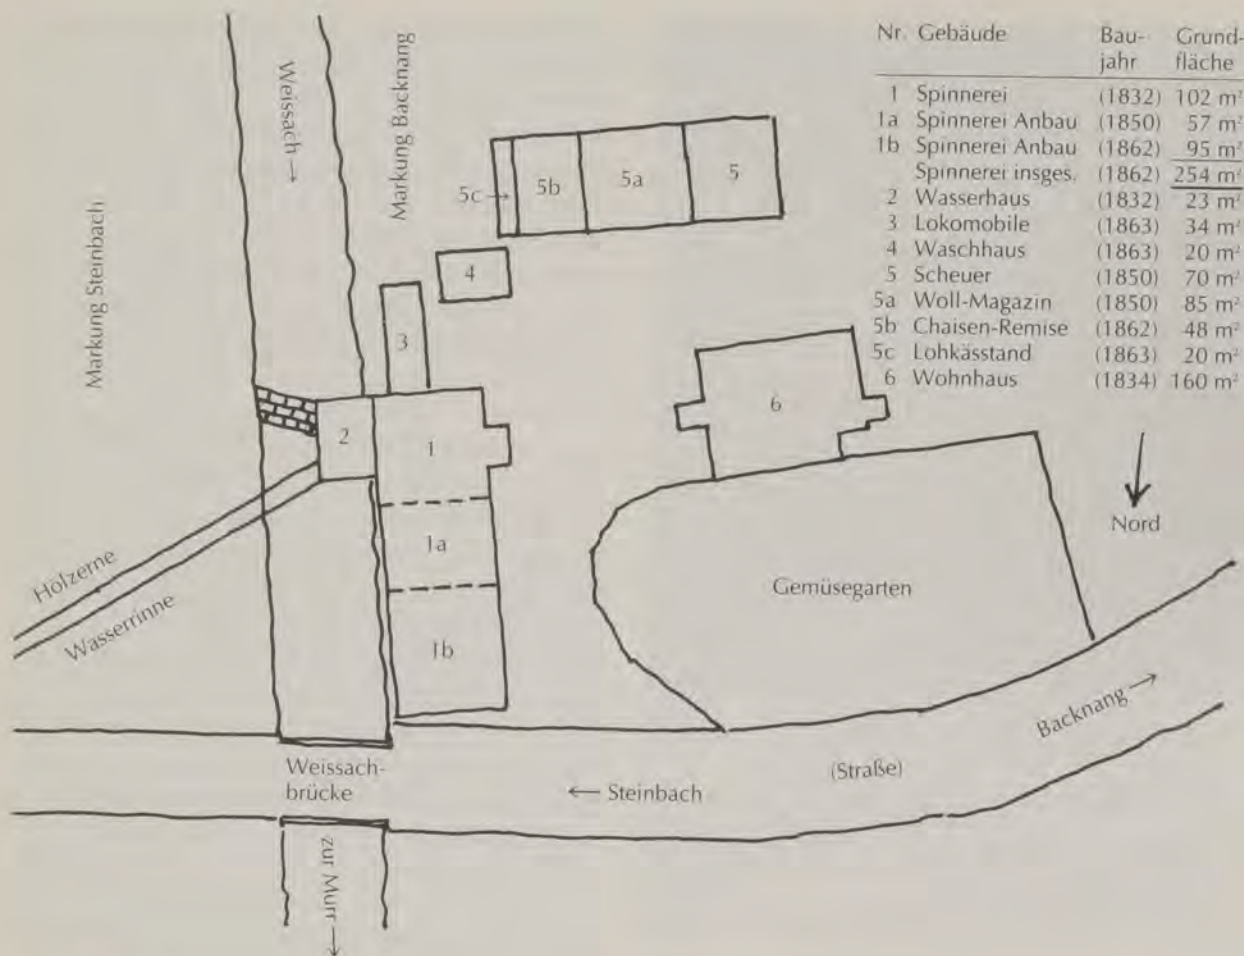 Nr. Gebäude Bau- Grund-
jahr fläche
1 Spinnerei (1832) 102 m²
1a Spinnerei Anbau (1850) 57 m²
1b Spinnerei Anbau (1862) 95 m²
Spinnerei insges. (1862) 254 m²
2 Wasserhaus (1832) 23 m²
3 Lokomobile (1863) 34 m²
4 Waschhaus (1863) 20 m²
5 Scheuer (1850) 70 m²
5a Woll-Magazin (1850) 85 m²
5b Chaisen-Remise (1862) 48 m²
5c Lohkässtand (1863) 20 m²
6 Wohnhaus (1834) 160 m²
Markung Steinbach
Weissach →
Markung Backnang
5c → 5b 5a 5
4
3
2 1
6
1a
1b
Nord
Gemüsegarten
Hölzerne
Wasserrinne
Weissach-
brücke
← Steinbach
(Straße)
Backnang →
zur Murr →